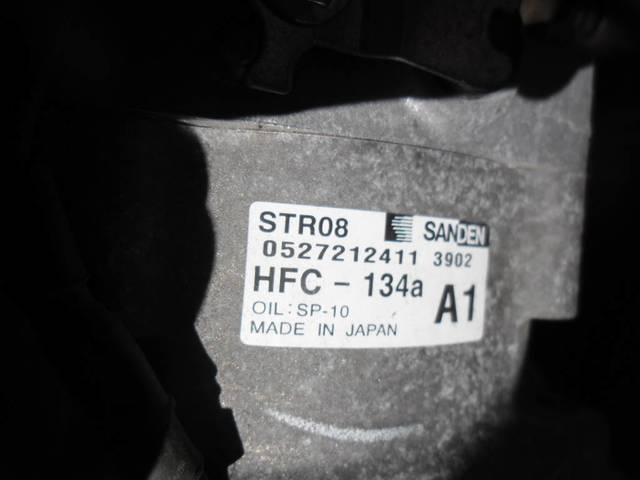 STR08 SANDEN
0527212411 3902
HFC - 134a A1
OIL: SP-10
MADE IN JAPAN